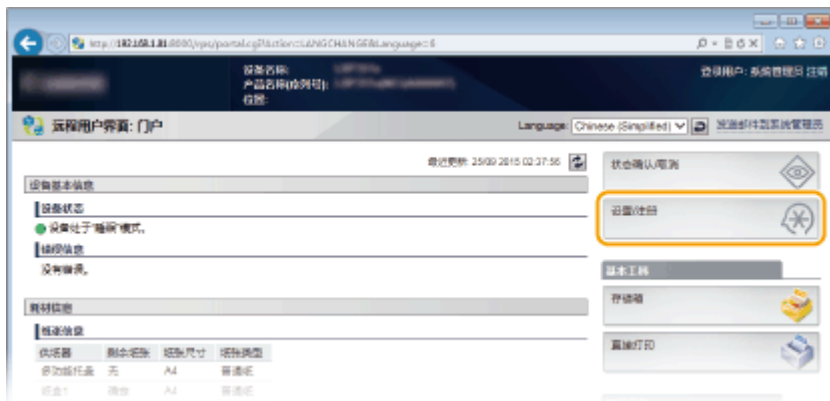 http://192.168.1.81:8000/rps/portal.cgi?Action=LANGCHANGE&Language=6
设备名称:
产品名称(序列号):
位置:
登录用户: 系统管理员 注销
远程用户界面: 门户
Language: Chinese (Simplified)
发送邮件到系统管理员
最近更新: 25/09 2015 02:37:56
状态确认/取消
设备基本信息
设备状态
设备处于“睡眠”模式。
设置/注册
错误信息
没有错误。
基本工具
存储箱
耗材信息
纸张信息
直接打印
供纸器 剩余纸张 纸张尺寸 纸张类型
多功能托盘 无 A4 普通纸
纸盒1 A4 普通纸